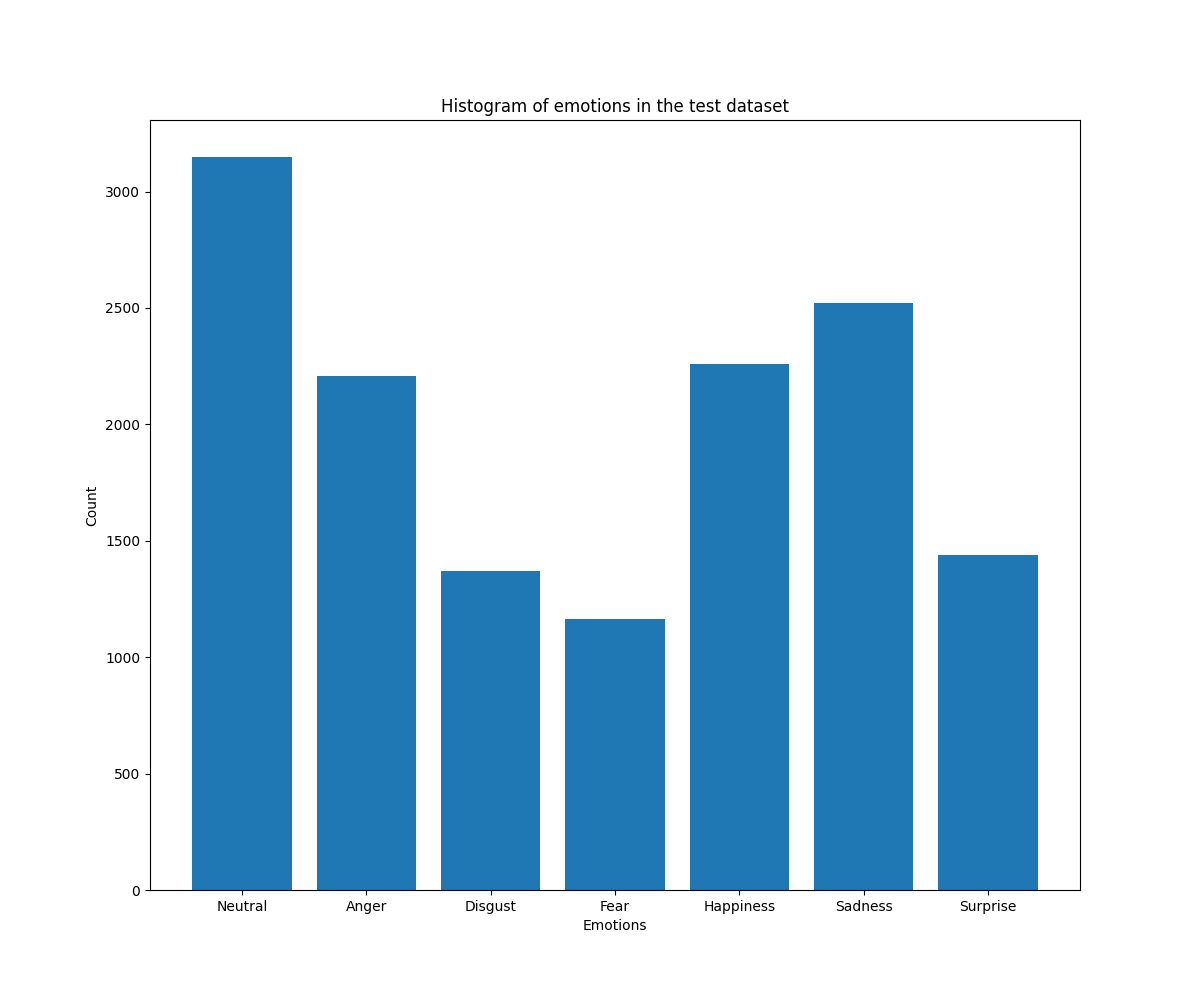 Histogram of emotions in the test dataset
3000
2500
2000
1500
1000
500
0
Count
Neutral Anger Disgust Fear Happiness Sadness Surprise
Emotions